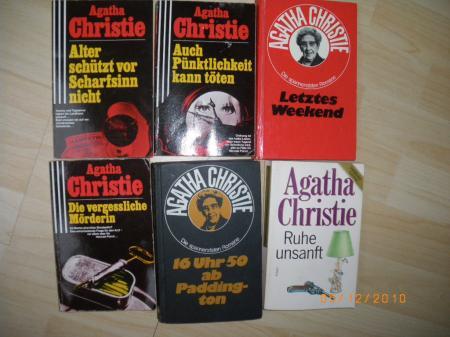 Agatha
Christie
Alter
schützt vor
Scharfsinn
nicht
Agatha
Christie
Auch
Pünktlichkeit
kann töten
AGATHA CHRISTIE
Die spannendsten Romane
Letztes
Weekend
Agatha
Christie
Die vergessliche
Mörderin
AGATHA CHRISTIE
Die spannendsten Romane
16 Uhr 50
ab
Padding-
ton
Agatha
Christie
Ruhe
unsanft
05/12/2010